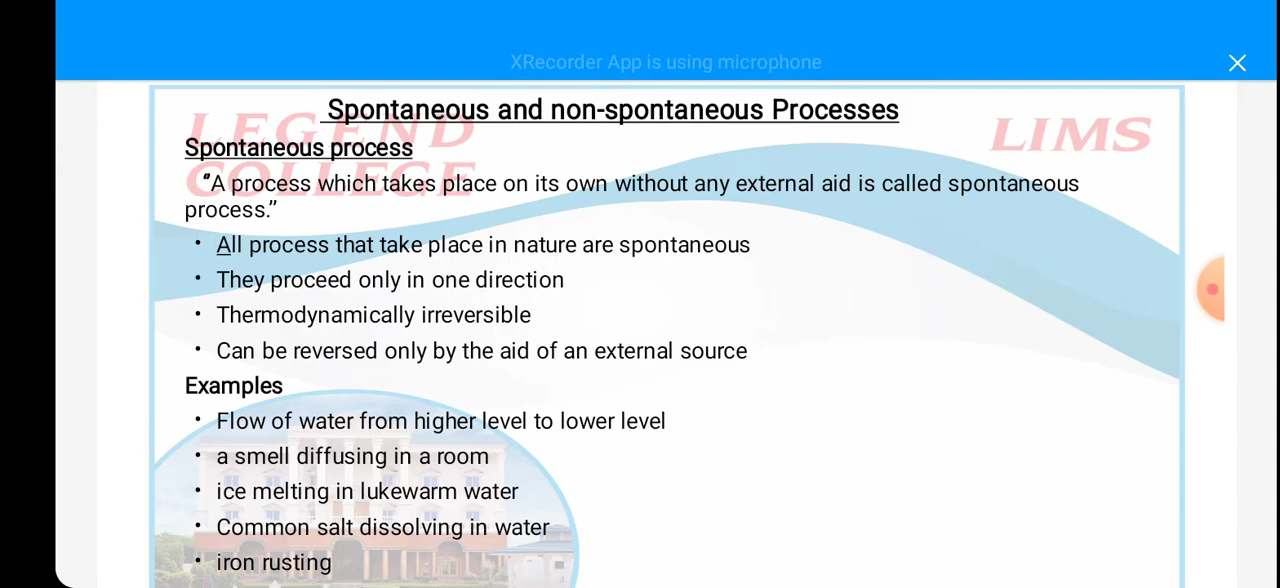 XRecorder App is using microphone
Spontaneous and non-spontaneous Processes
LEGEND
COLLEGE
LIMS
Spontaneous process
"A process which takes place on its own without any external aid is called spontaneous
process.”
• All process that take place in nature are spontaneous
• They proceed only in one direction
• Thermodynamically irreversible
• Can be reversed only by the aid of an external source
Examples
• Flow of water from higher level to lower level
• a smell diffusing in a room
• ice melting in lukewarm water
• Common salt dissolving in water
• iron rusting